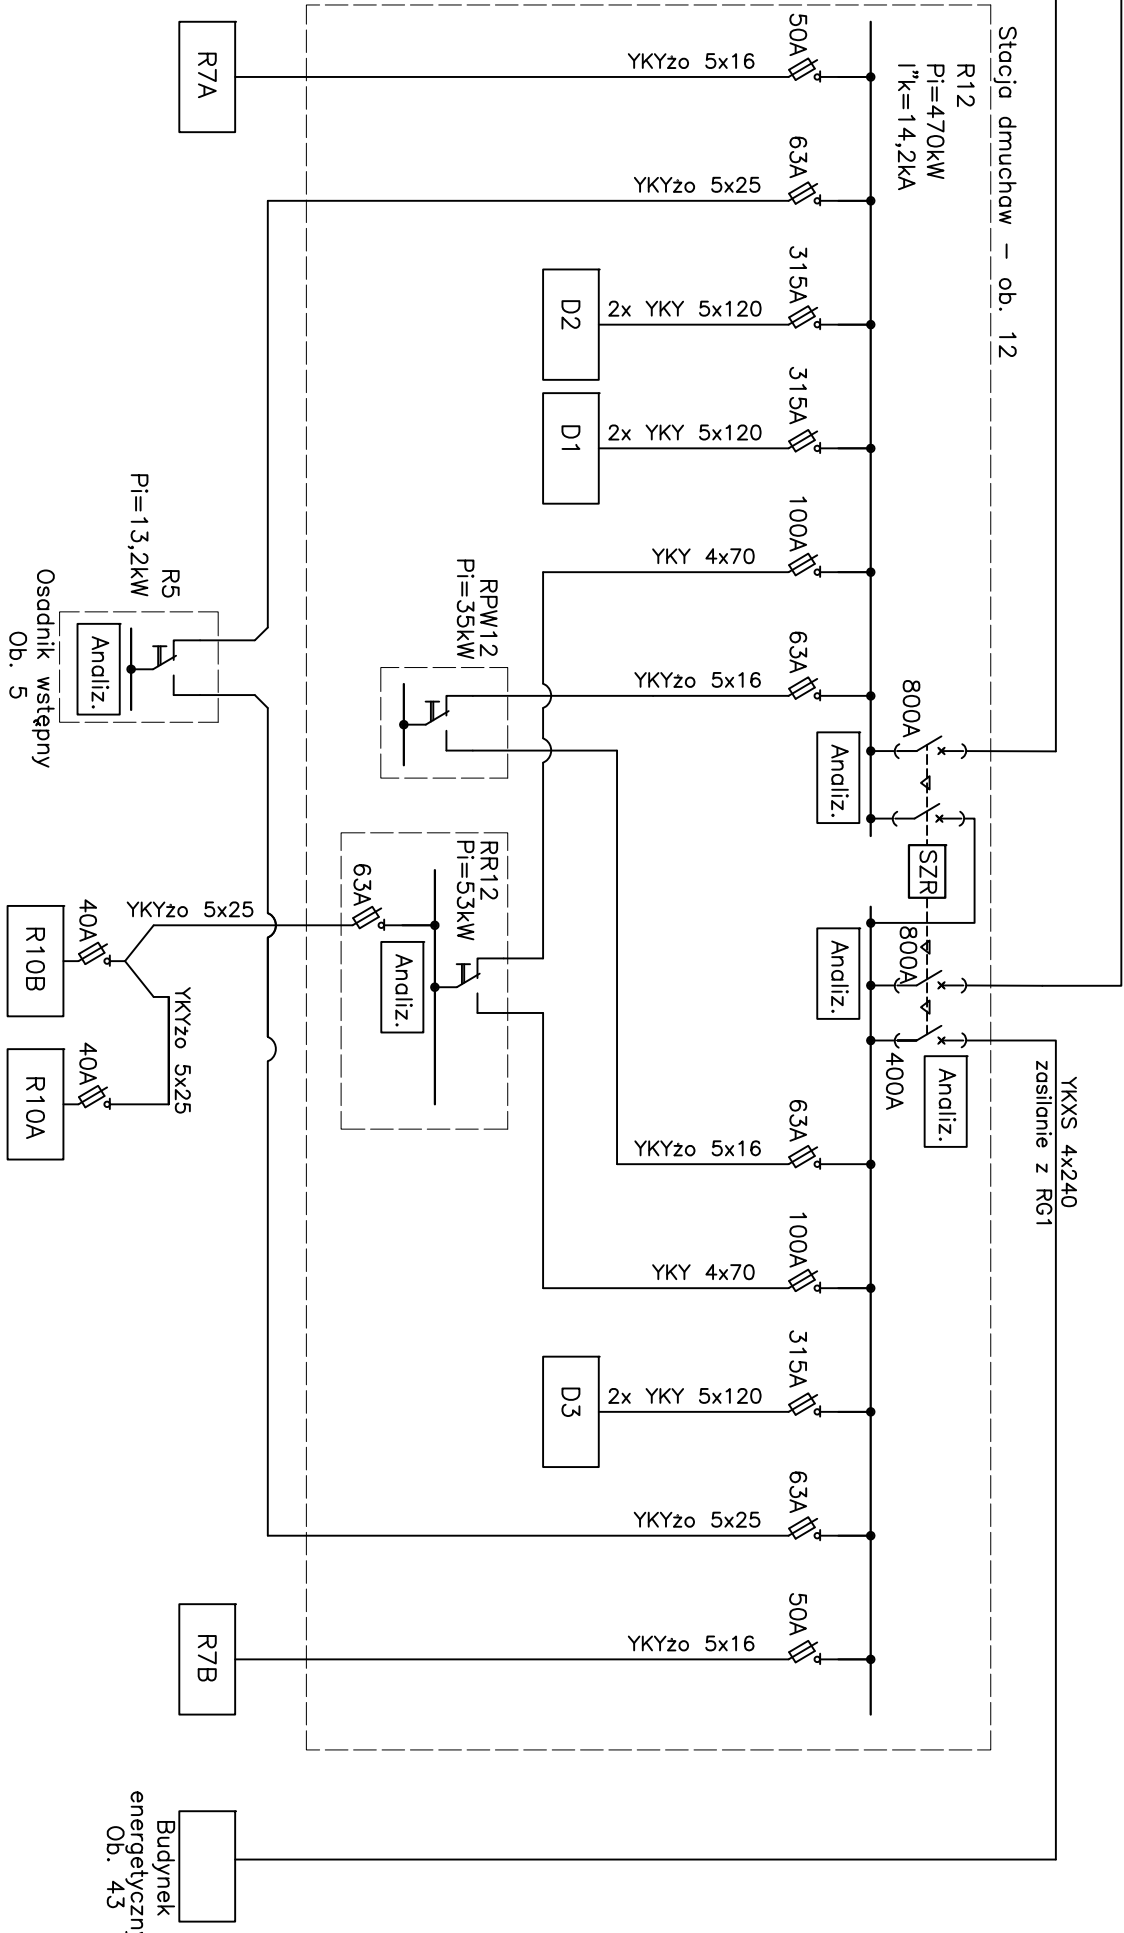 Stacja dmuchaw – ob. 12
R12
Pi=470kW
I"k=14,2kA
800A
SZR
800A
400A
Analiz.
YKXS 4x240
zasilanie z RG1
Analiz.
Analiz.
50A
63A
315A
315A
100A
63A
63A
100A
315A
63A
50A
YKYżo 5x16
YKYżo 5x25
2x YKY 5x120
2x YKY 5x120
YKY 4x70
YKYżo 5x16
YKYżo 5x16
YKY 4x70
2x YKY 5x120
YKYżo 5x25
YKYżo 5x16
D2
D1
D3
RPW12
Pi=35kW
RR12
Pi=53kW
Analiz.
63A
R7A
R7B
R5
Pi=13,2kW
Analiz.
Osadnik wstępny
Ob. 5
YKYżo 5x25
YKYżo 5x25
40A
40A
R10B
R10A
Budynek
energetyczn
Ob. 43